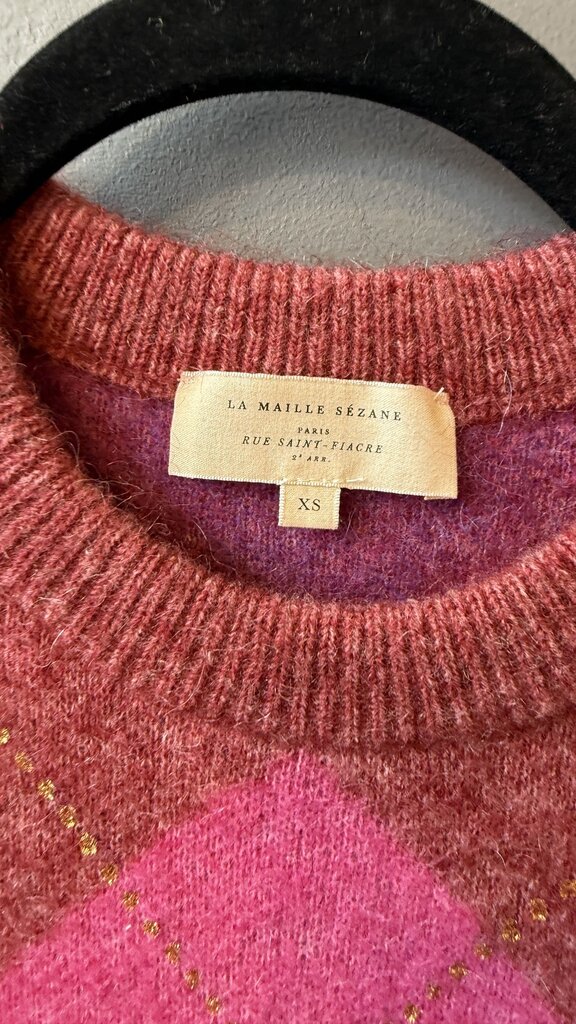 LA MAILLE SÉZANE
PARIS
RUE SAINT-FIACRE
2ᵉ ARR.
XS